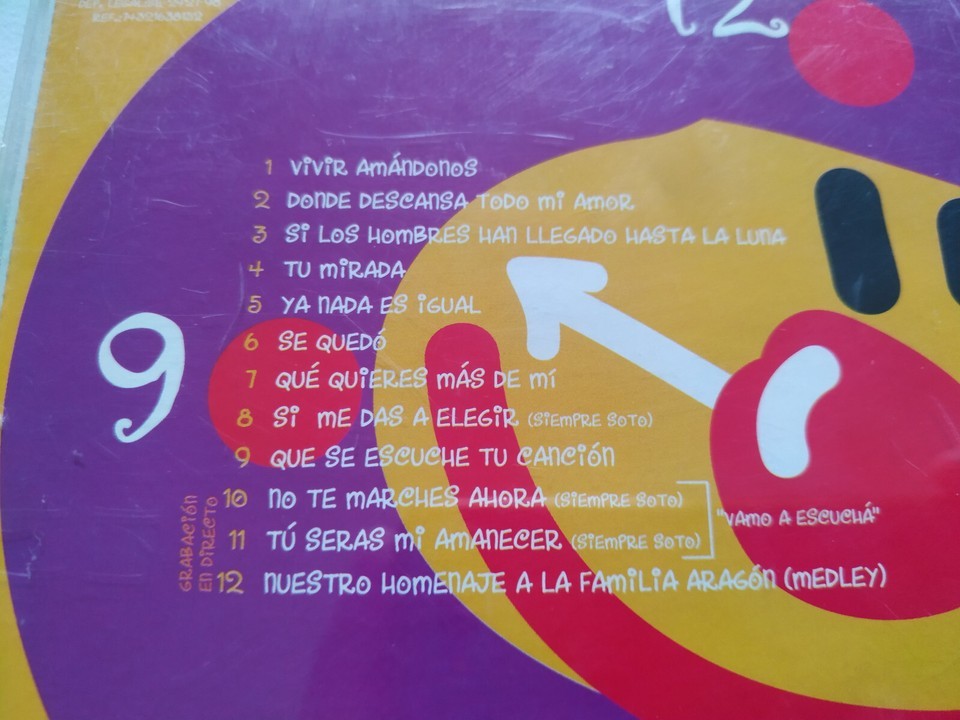 12
1 VIVIR AMÁNDONOS
2 DONDE DESCANSA TODO MI AMOR
3 SI LOS HOMBRES HAN LLEGADO HASTA LA LUNA
4 TU MIRADA
5 YA NADA ES IGUAL
6 SE QUEDÓ
7 QUÉ QUIERES MÁS DE MÍ
8 SI ME DAS A ELEGIR (SIEMPRE SOTO)
9
9 QUE SE ESCUCHE TU CANCIÓN
10 NO TE MARCHES AHORA (SIEMPRE SOTO)
"VAMO A ESCUCHÁ"
11 TÚ SERAS MI AMANECER (SIEMPRE SOTO)
12 NUESTRO HOMENAJE A LA FAMILIA ARAGÓN (MEDLEY)
GRABACIÓN
EN DIRECTO